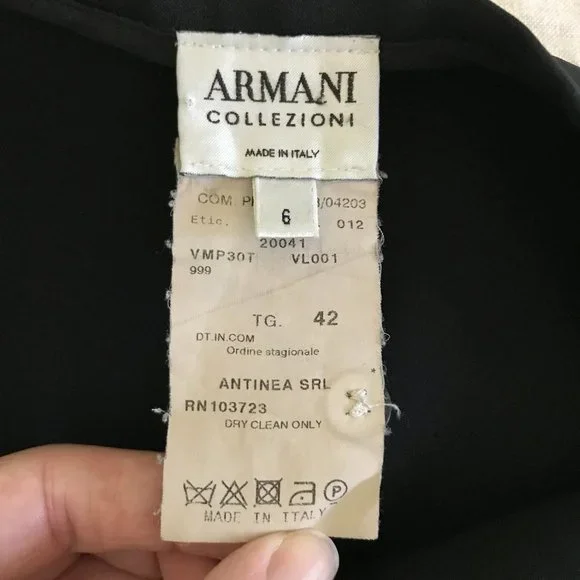 ARMANI
COLLEZIONI
MADE IN ITALY
COM /04203
Etic. 6 012
20041
VMP30T VL001
999
TG. 42
DT.IN.COM
Ordine stagionale
ANTINEA SRL
RN103723
DRY CLEAN ONLY
P
MADE IN ITALY